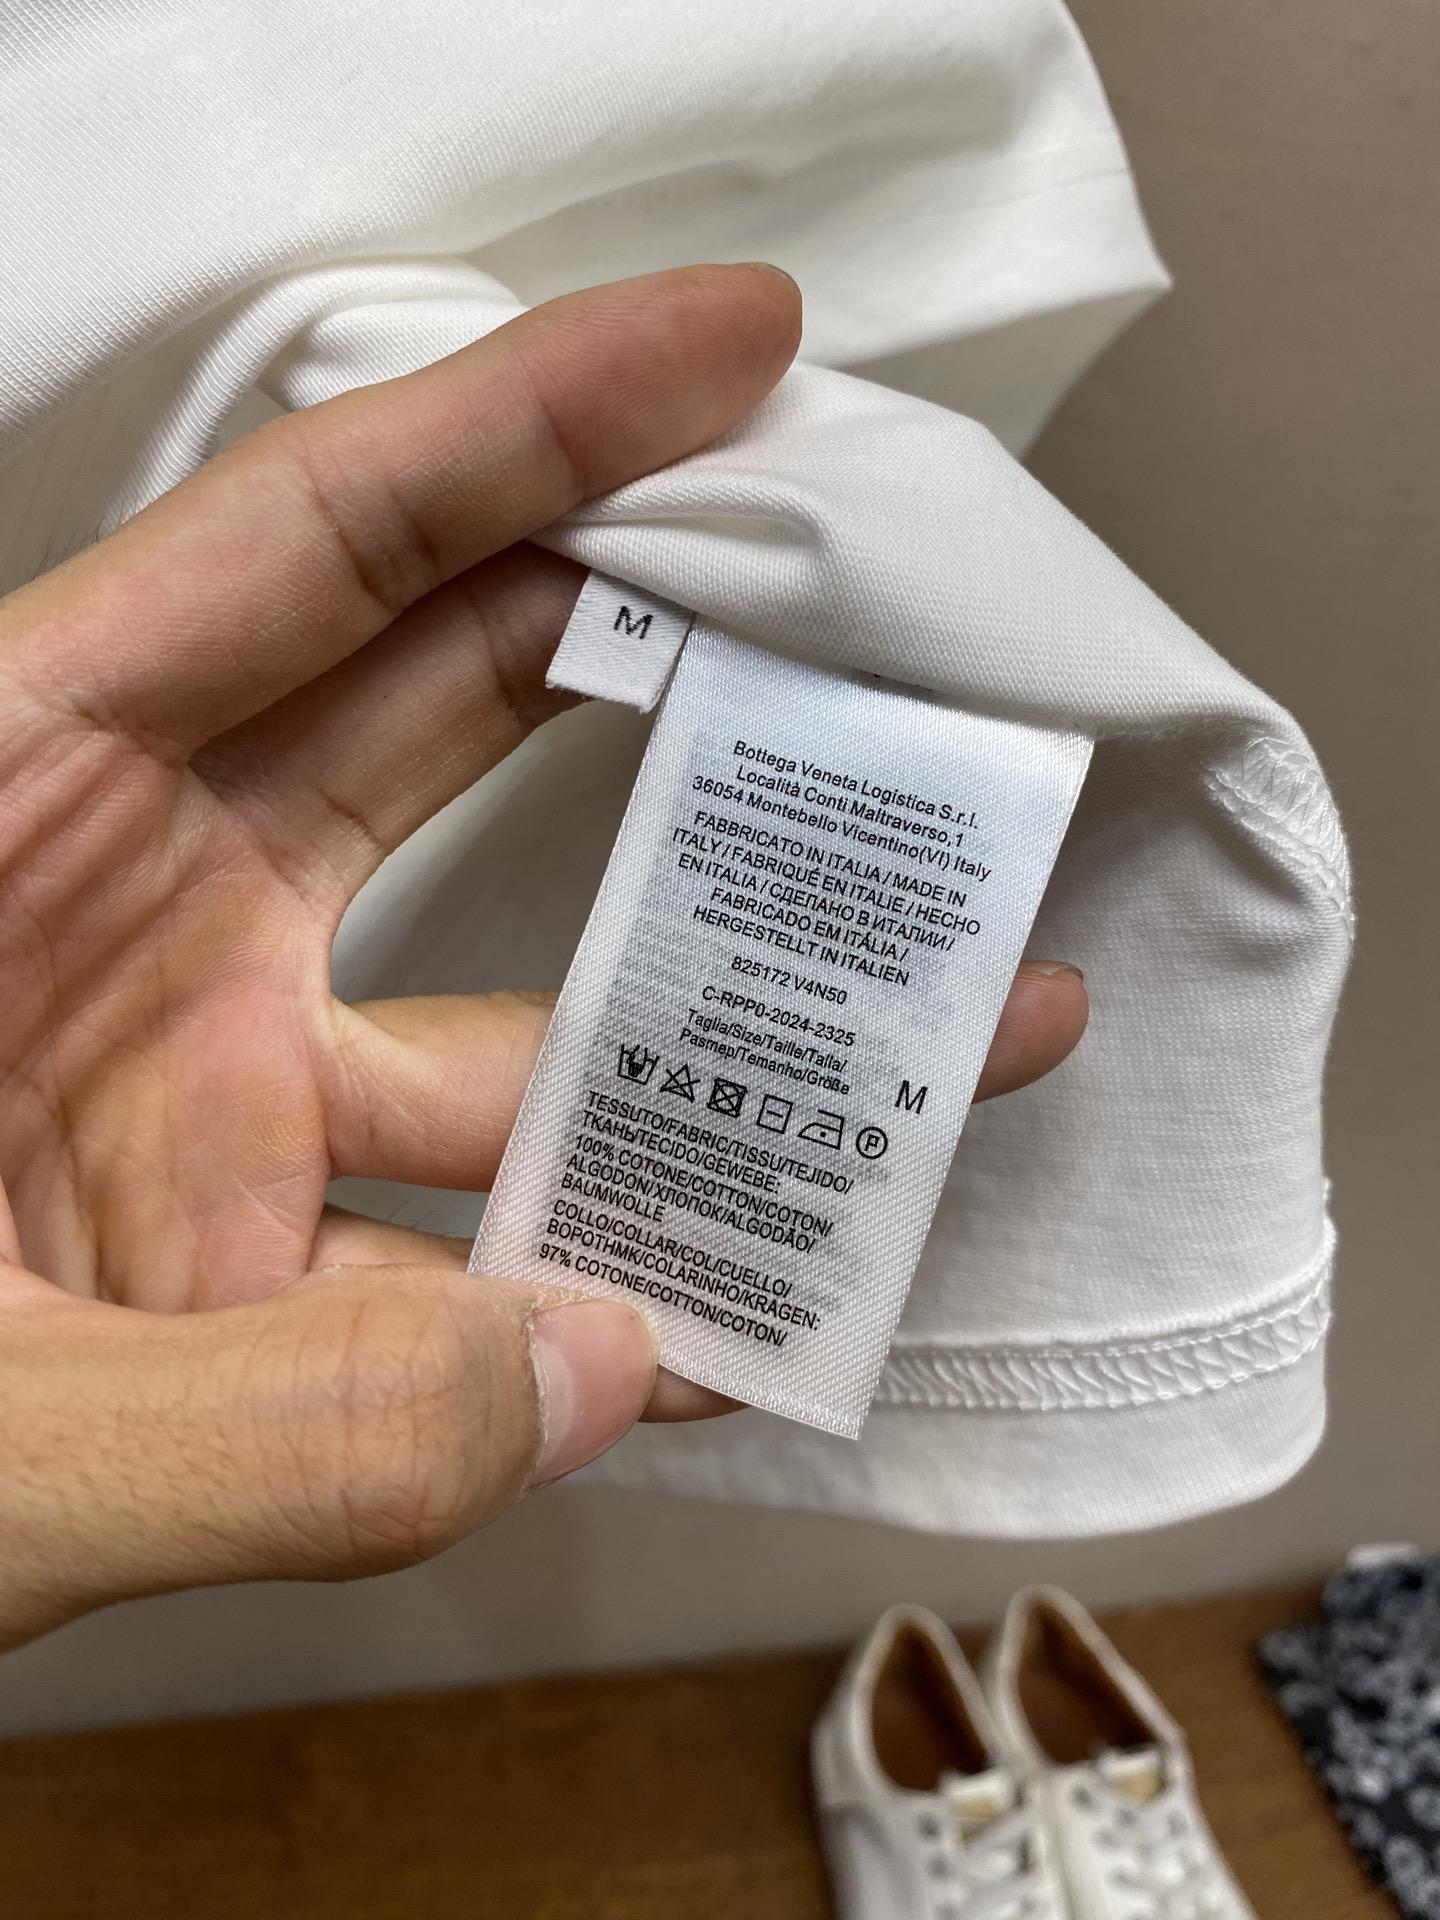 M
Bottega Veneta Logistica S.r.l.
Località Conti Maltraverso,1
36054 Montebello Vicentino(VI) Italy
FABBRICATO IN ITALIA / MADE IN
ITALY / FABRIQUÉ EN ITALIE / HECHO
EN ITALIA / СДЕЛАНО В ИТАЛИИ /
FABRICADO EM ITÁLIA /
HERGESTELLT IN ITALIEN
825172 V4N50
C-RPP0-2024-2325
Taglia/Size/Taille/Talla/
Pasmep/Temanho/Größe
M
P
TESSUTO/FABRIC/TISSU/TEJIDO/
ТКАНЬ/TECIDO/GEWEBE:
100% COTONE/COTTON/COTON/
ALGODON/ХЛОПОК/ALGODÃO/
BAUMWOLLE
COLLO/COLLAR/COL/CUELLO/
ВОРОТНМК/COLARINHO/KRAGEN:
97% COTONE/COTTON/COTON/